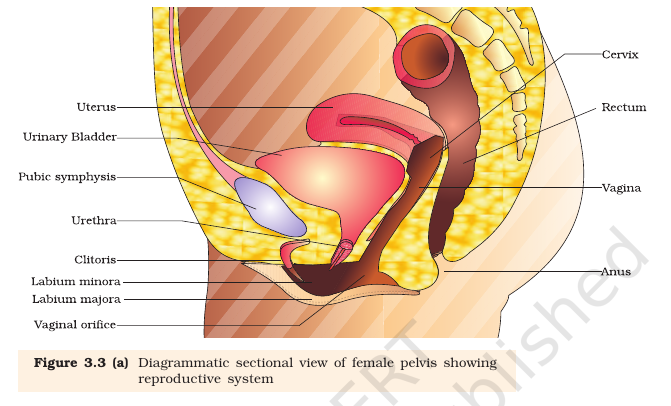 Cervix
Uterus
Rectum
Urinary Bladder
Pubic symphysis
Vagina
Urethra
Clitoris
Anus
Labium minora
Labium majora
Vaginal orifice
Figure 3.3 (a) Diagrammatic sectional view of female pelvis showing
reproductive system